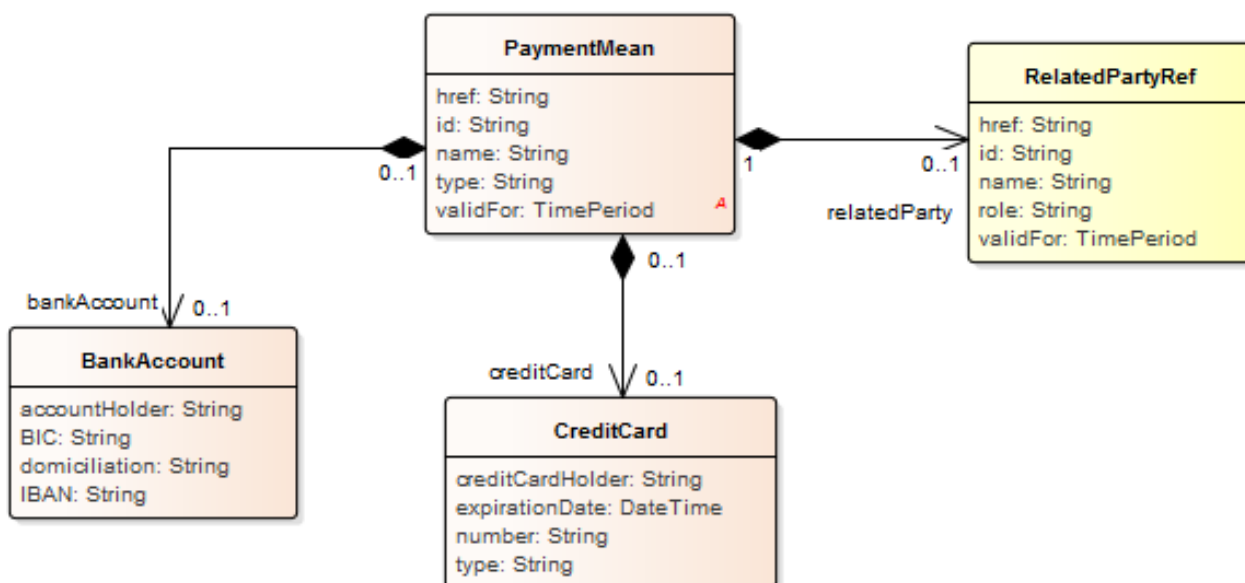 PaymentMean
href: String
id: String
name: String
type: String
validFor: TimePeriod
A
RelatedPartyRef
href: String
id: String
name: String
role: String
validFor: TimePeriod
0..1
1
0..1
relatedParty
0..1
bankAccount
0..1
BankAccount
accountHolder: String
BIC: String
domiciliation: String
IBAN: String
creditCard
0..1
CreditCard
creditCardHolder: String
expirationDate: DateTime
number: String
type: String